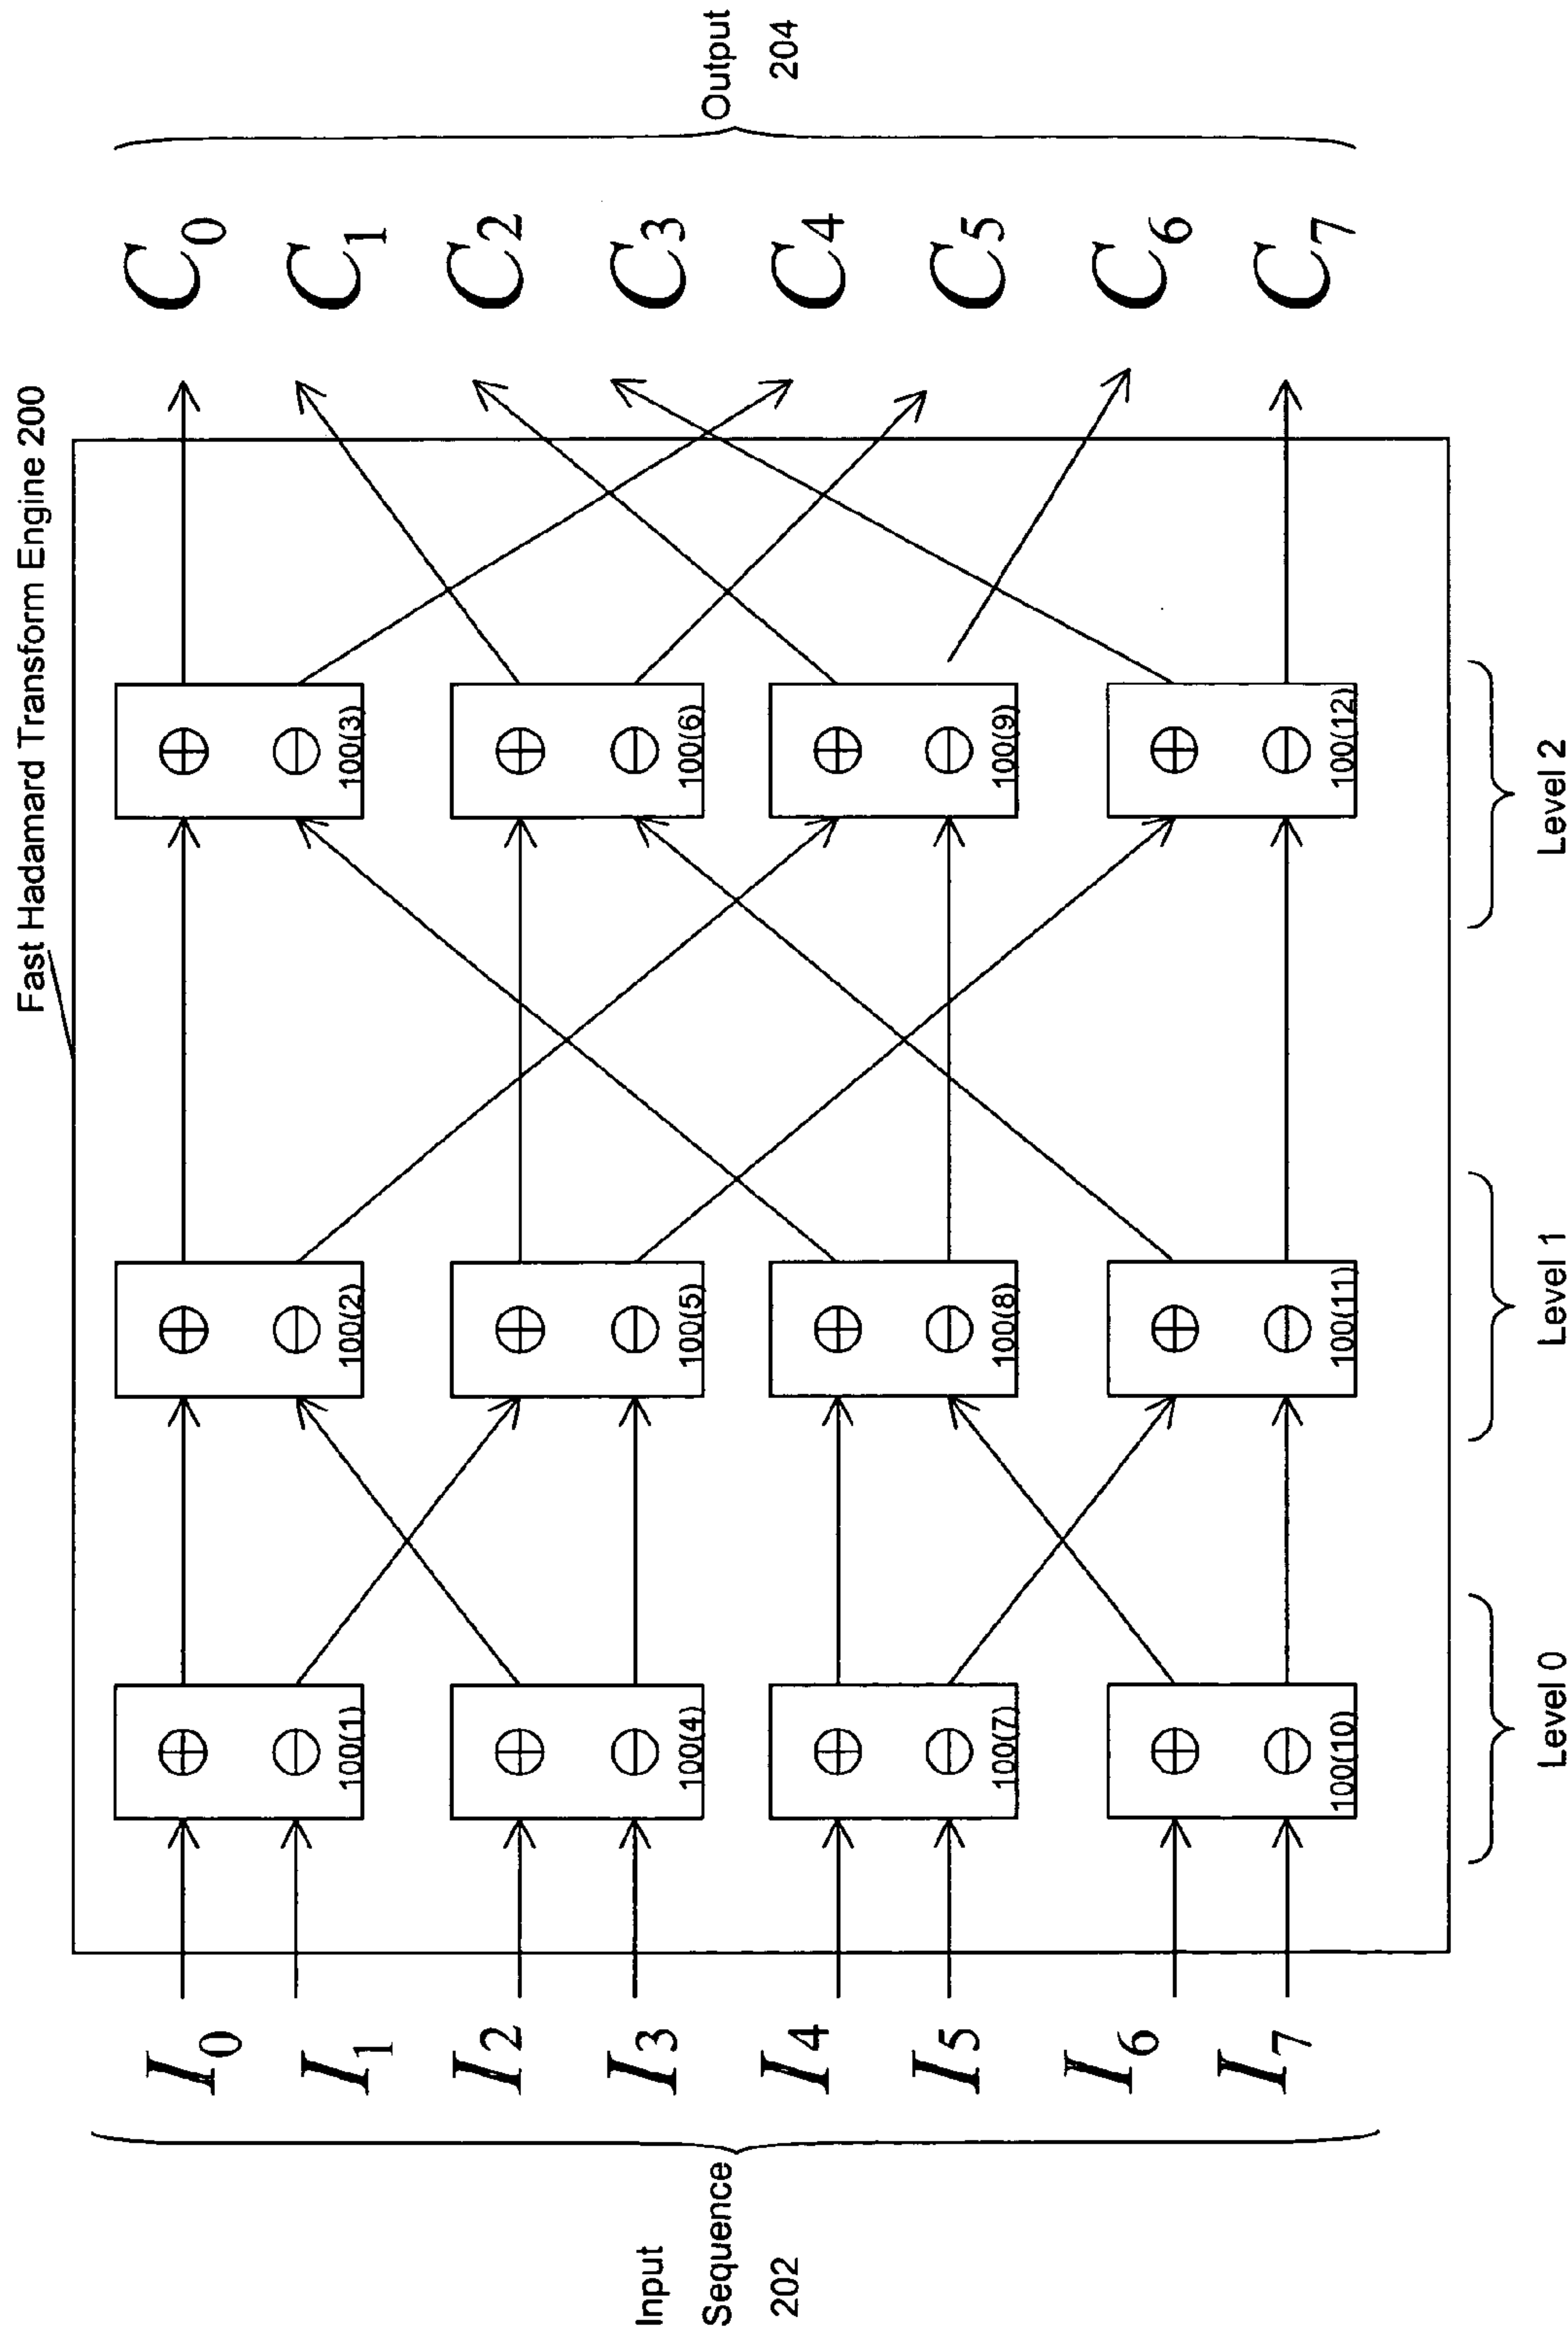 Fast Hadamard Transform Engine 200
Input
Sequence
202
I0
I1
I2
I3
I4
I5
I6
I7
100(1)
100(4)
100(7)
100(10)
100(2)
100(5)
100(8)
100(11)
100(3)
100(6)
100(9)
100(12)
C0
C1
C2
C3
C4
C5
C6
C7
Output
204
Level 0
Level 1
Level 2